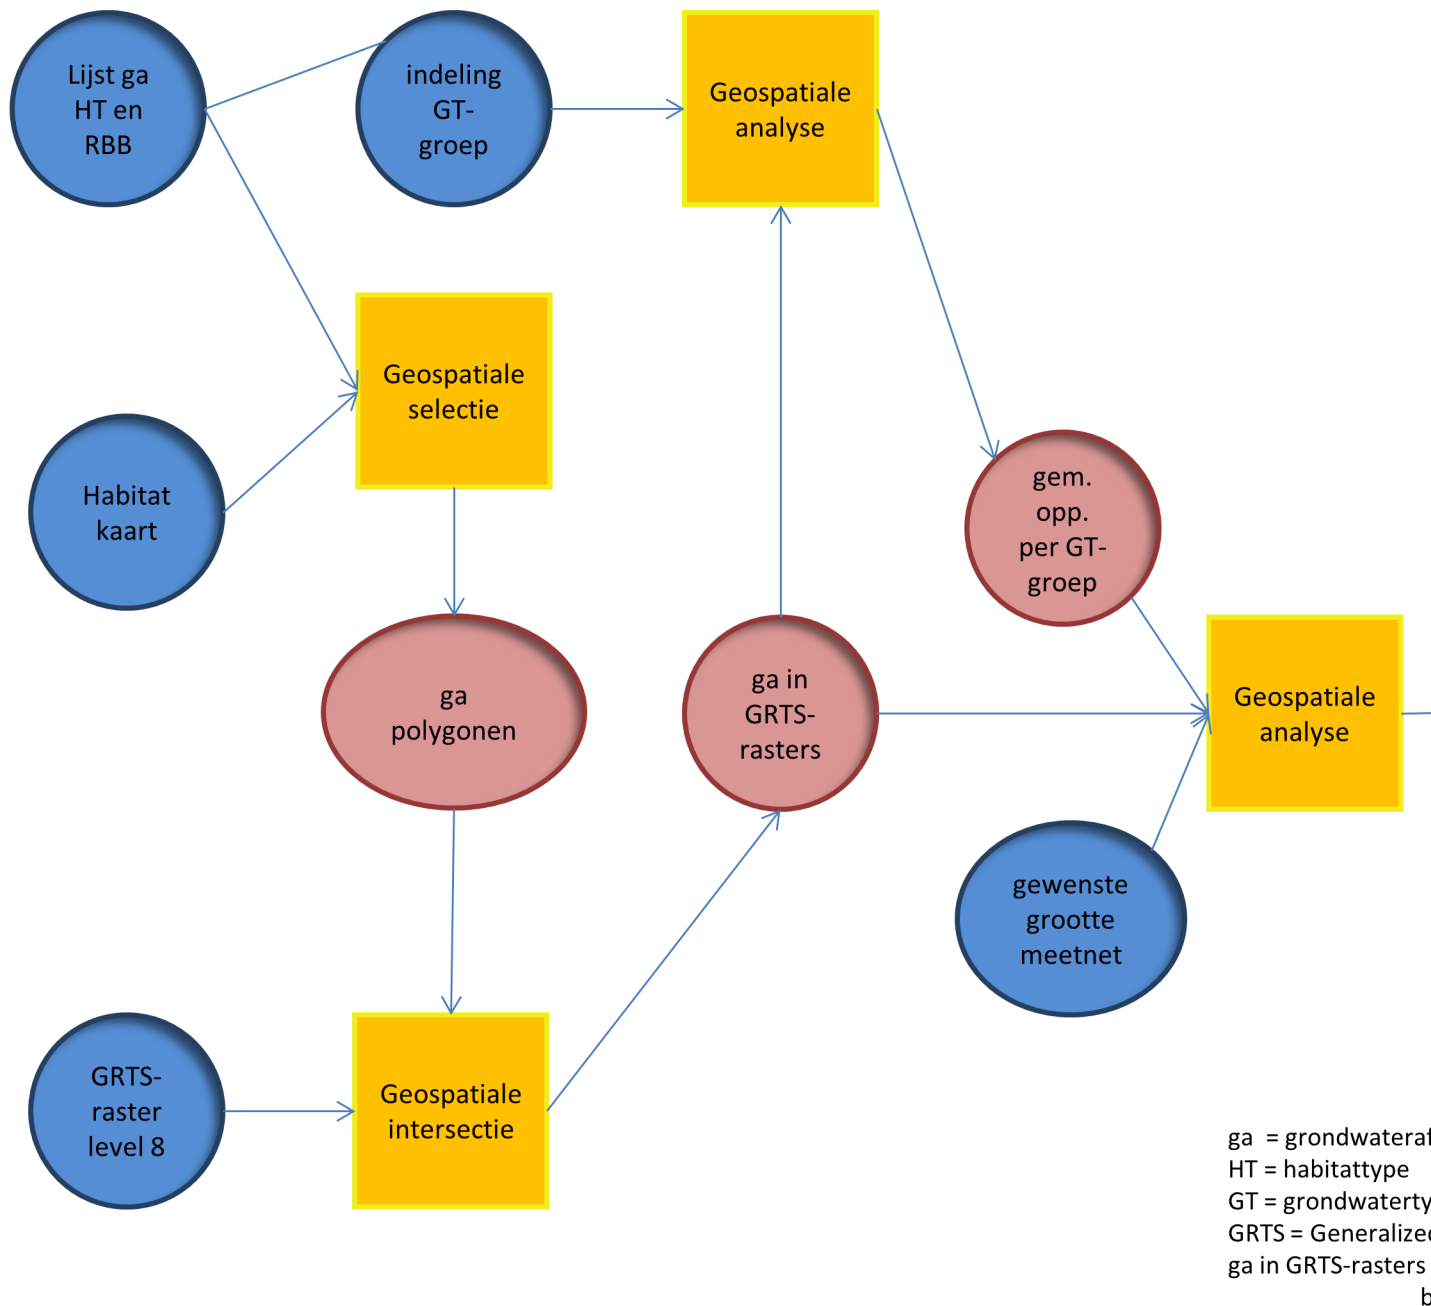 Lijst ga
HT en
RBB
indeling
GT-
groep
Geospatiale
analyse
Geospatiale
selectie
Habitat
kaart
gem.
opp.
per GT-
groep
ga
polygonen
ga in
GRTS-
rasters
Geospatiale
analyse
gewenste
grootte
meetnet
GRTS-
raster
level 8
Geospatiale
intersectie
ga = grondwateraf
HT = habitattype
GT = grondwaterty
GRTS = Generalized
ga in GRTS-rasters
b